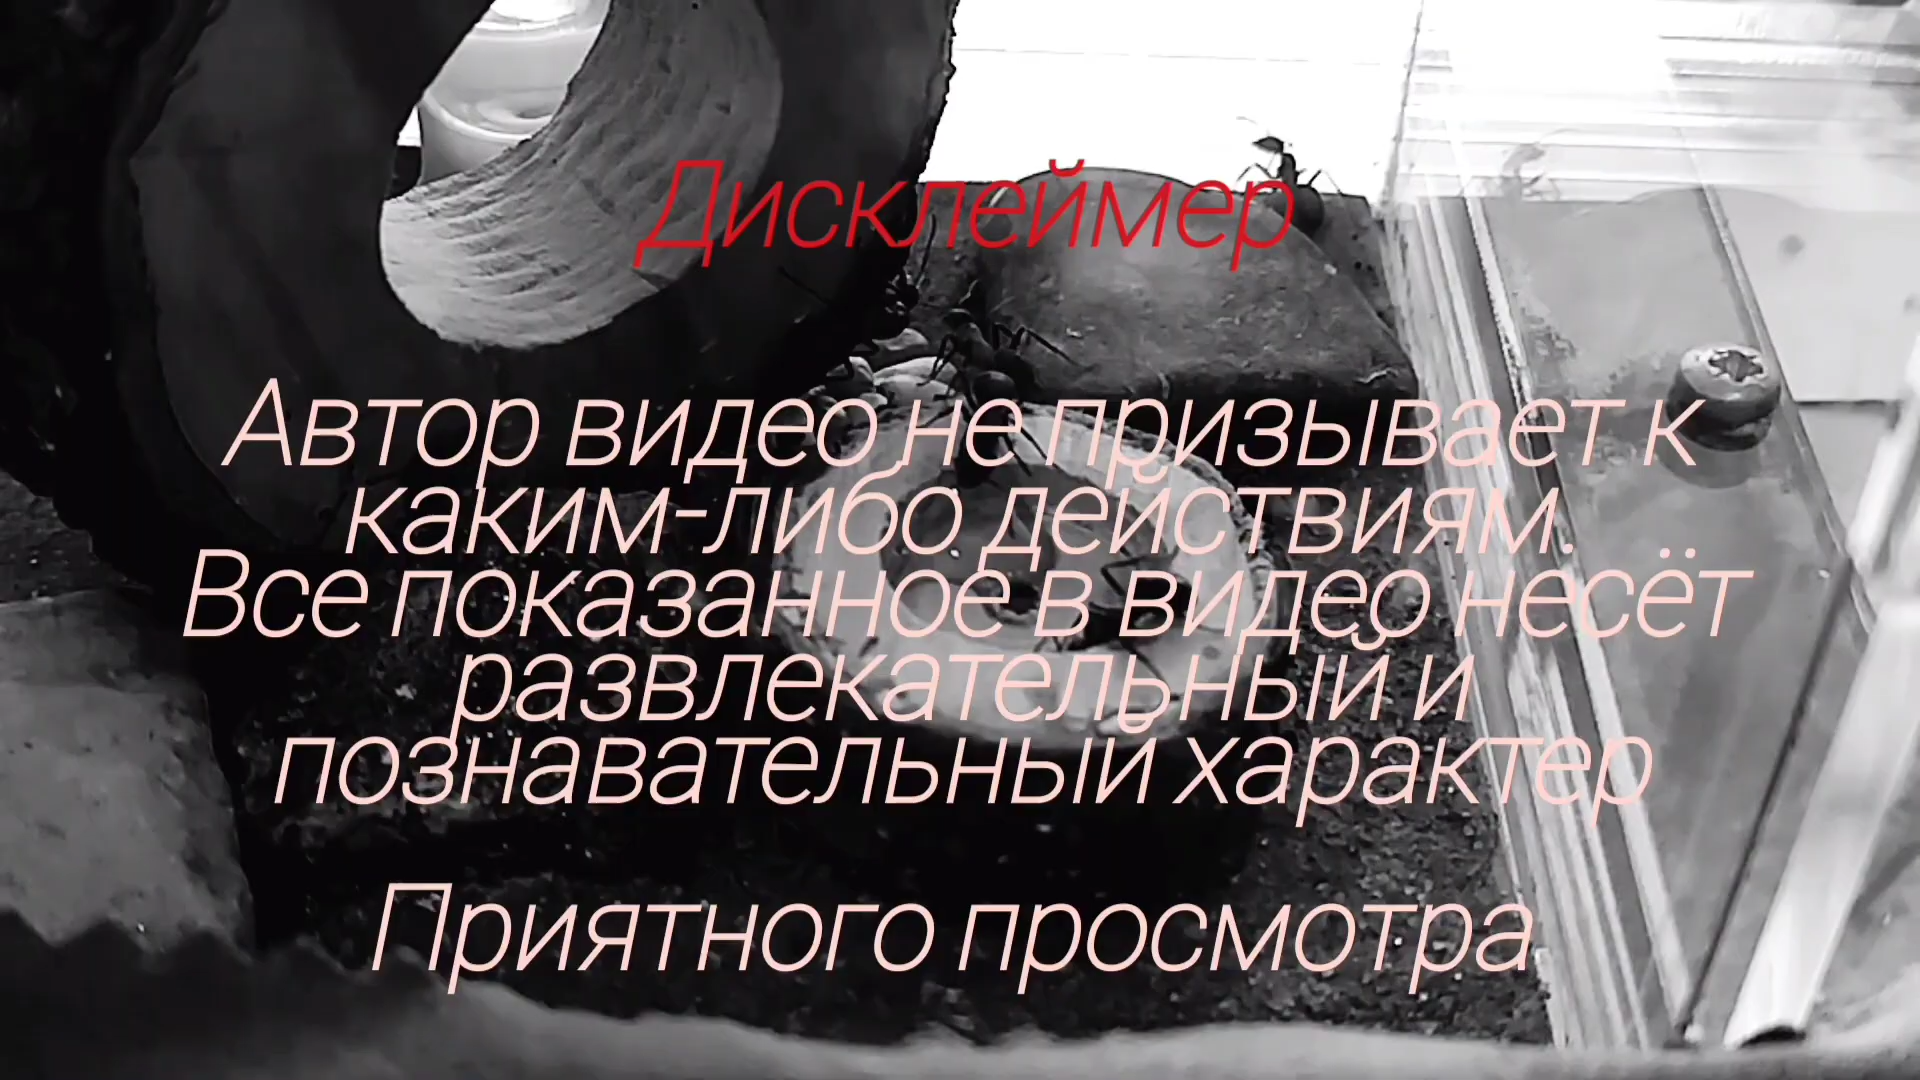 Дисклеймер
Автор видео не призывает к
каким-либо действиям.
Все показанное в видео несёт
развлекательный и
познавательный характер
Приятного просмотра